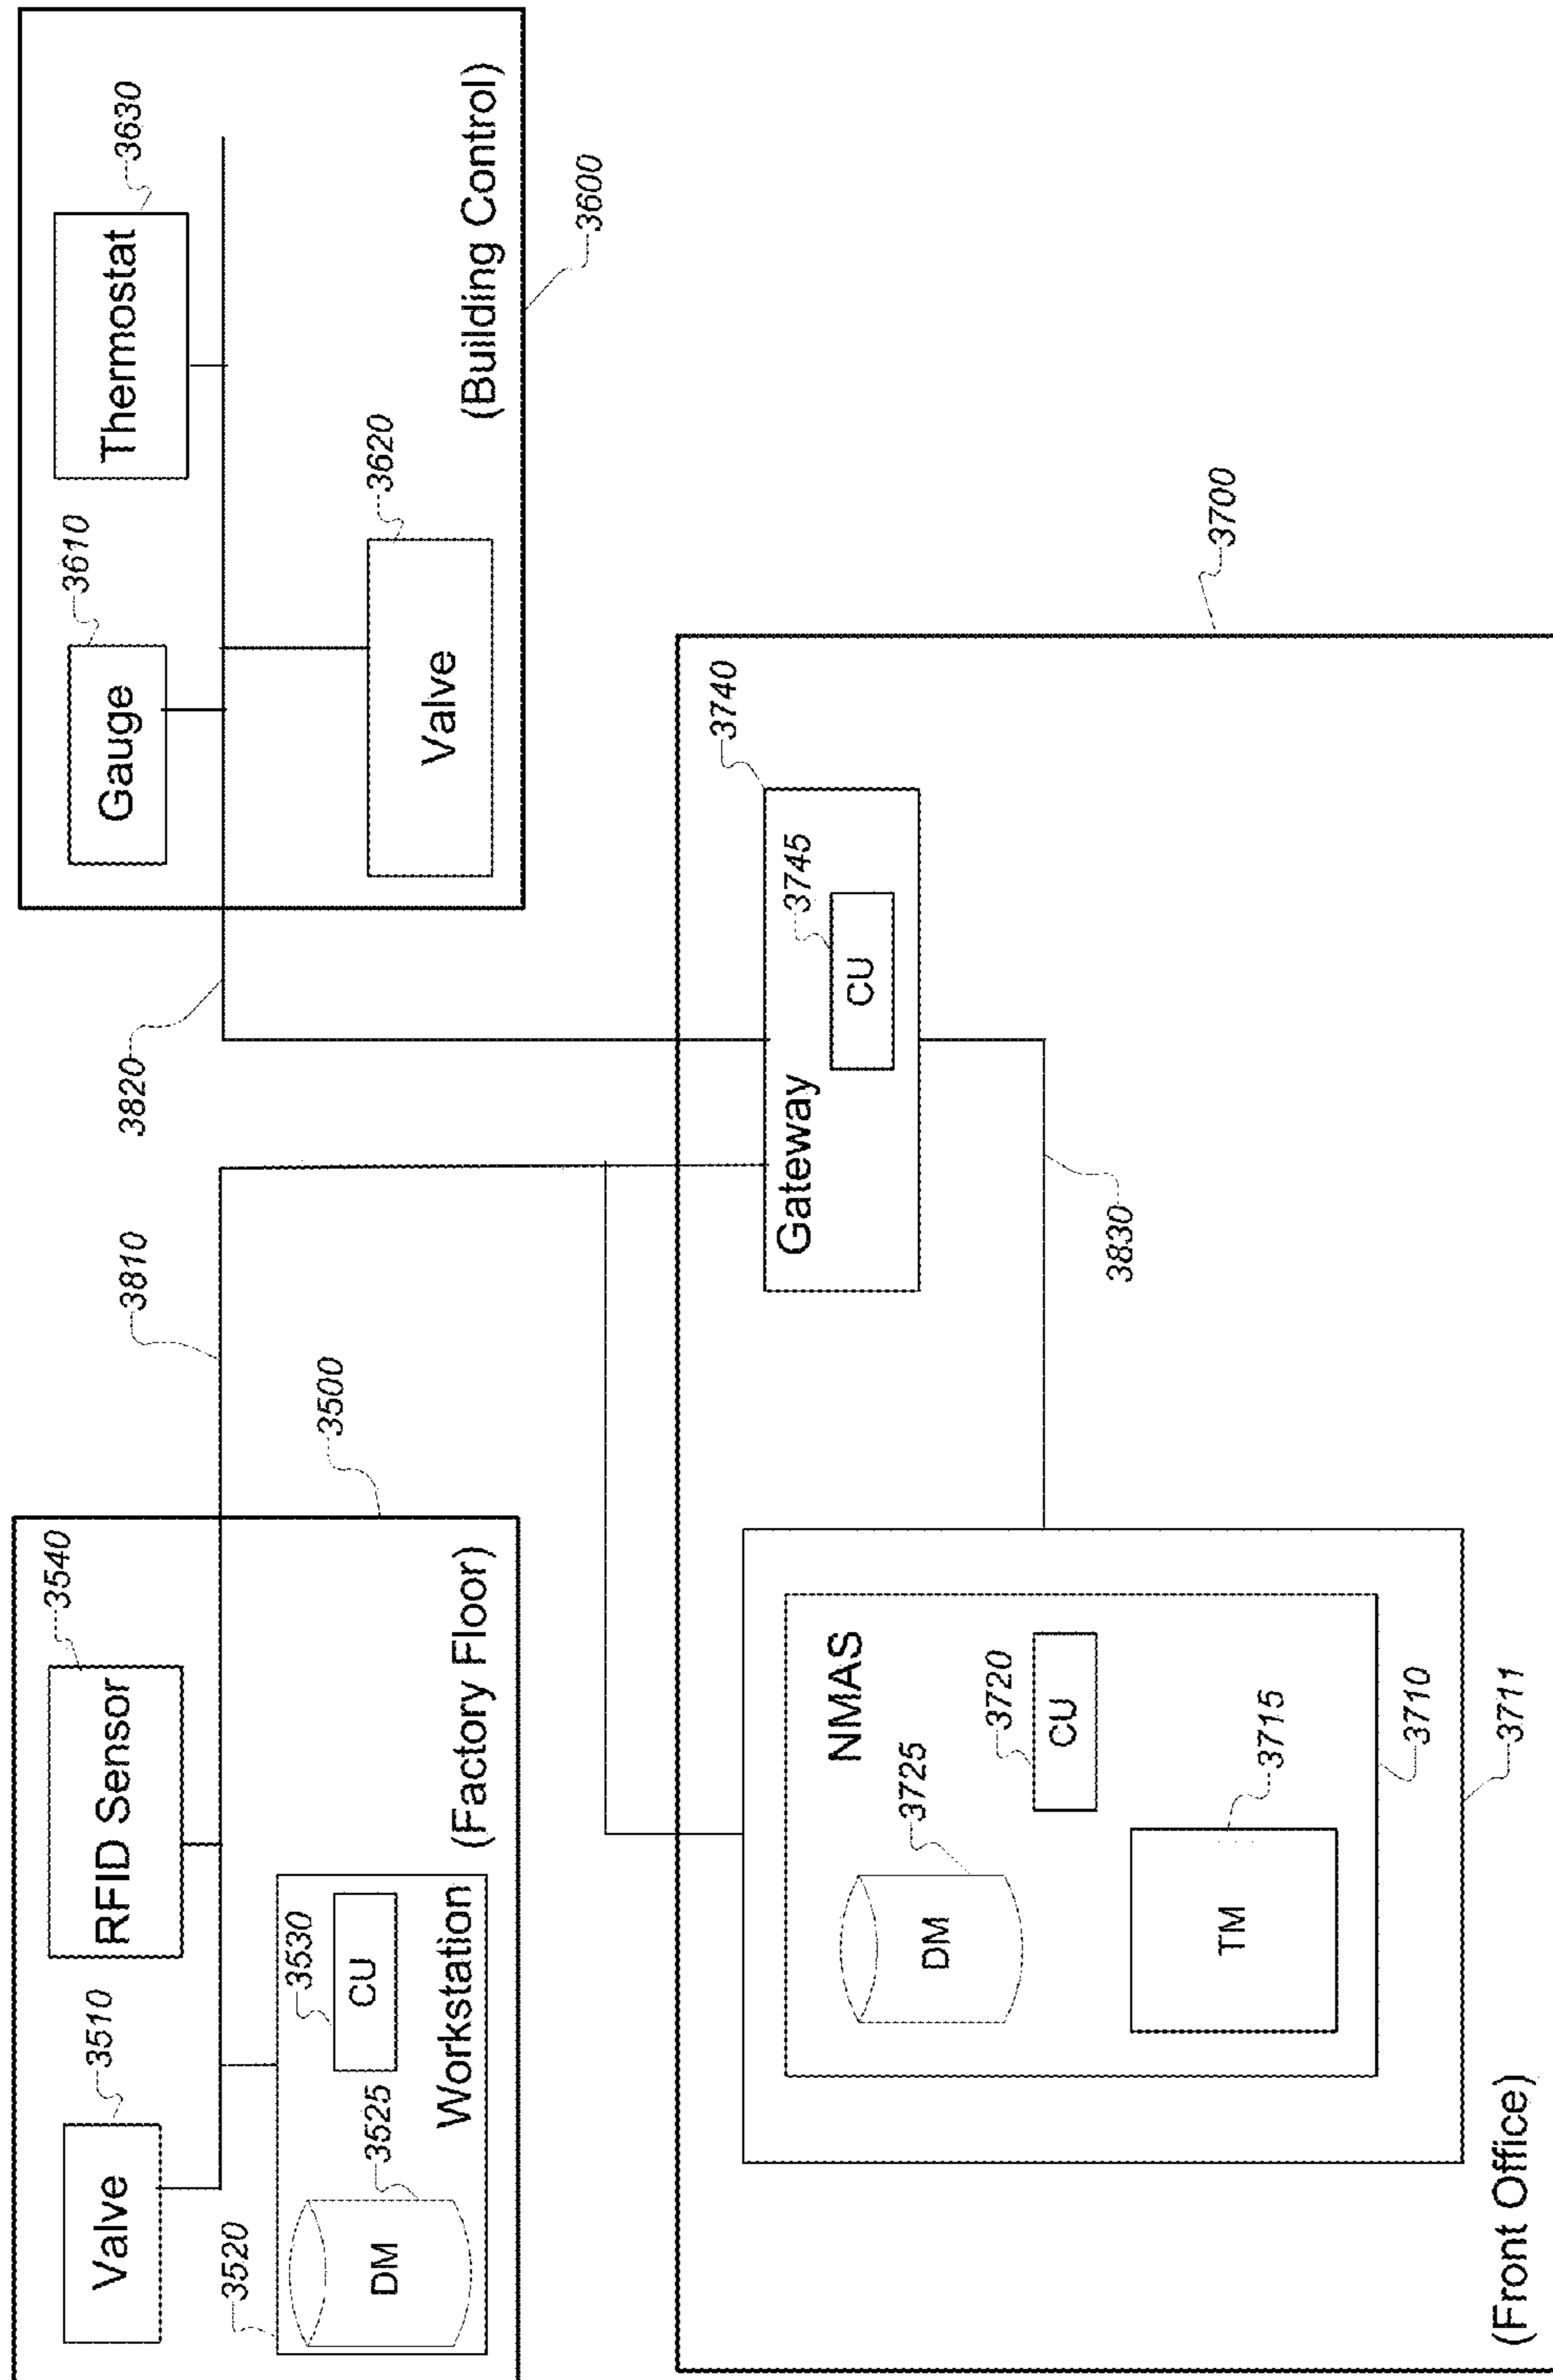 3510
3540
Valve
RFID Sensor
3520
3525
3530
DM
CU
Workstation
(Factory Floor)
3500
3810
3820
3610
3630
Gauge
Thermostat
3620
Valve
(Building Control)
3600
3700
3740
3745
Gateway
CU
3830
NMAS
3725
3720
DM
CU
3715
TM
3710
3711
(Front Office)